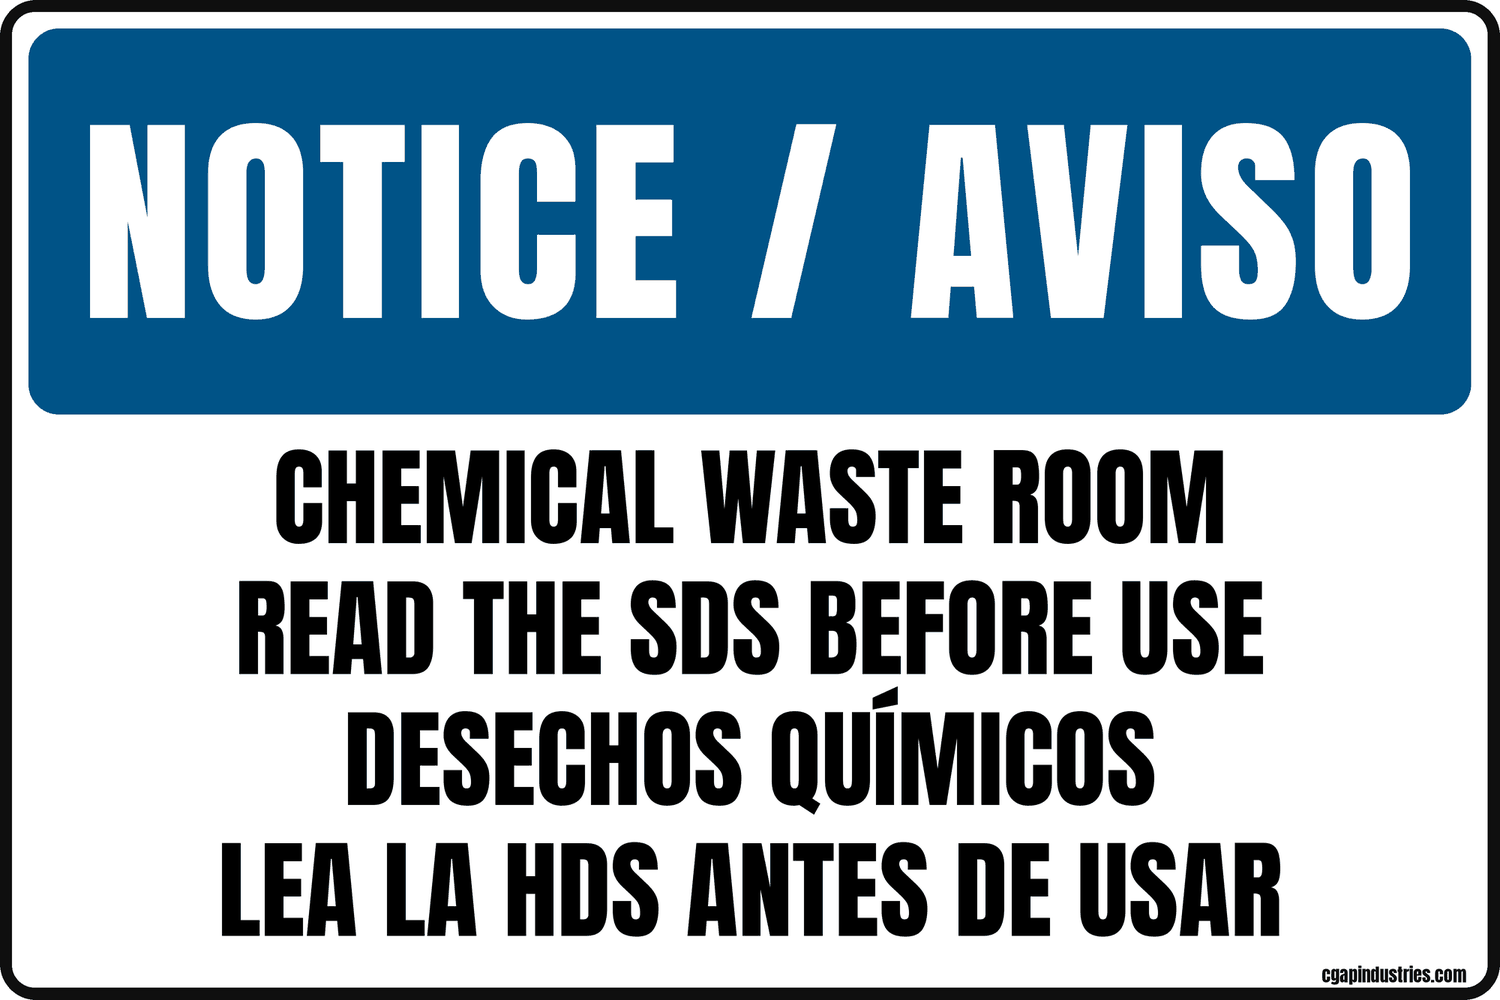 NOTICE / AVISO
CHEMICAL WASTE ROOM
READ THE SDS BEFORE USE
DESECHOS QUÍMICOS
LEA LA HDS ANTES DE USAR
cgapindustries.com